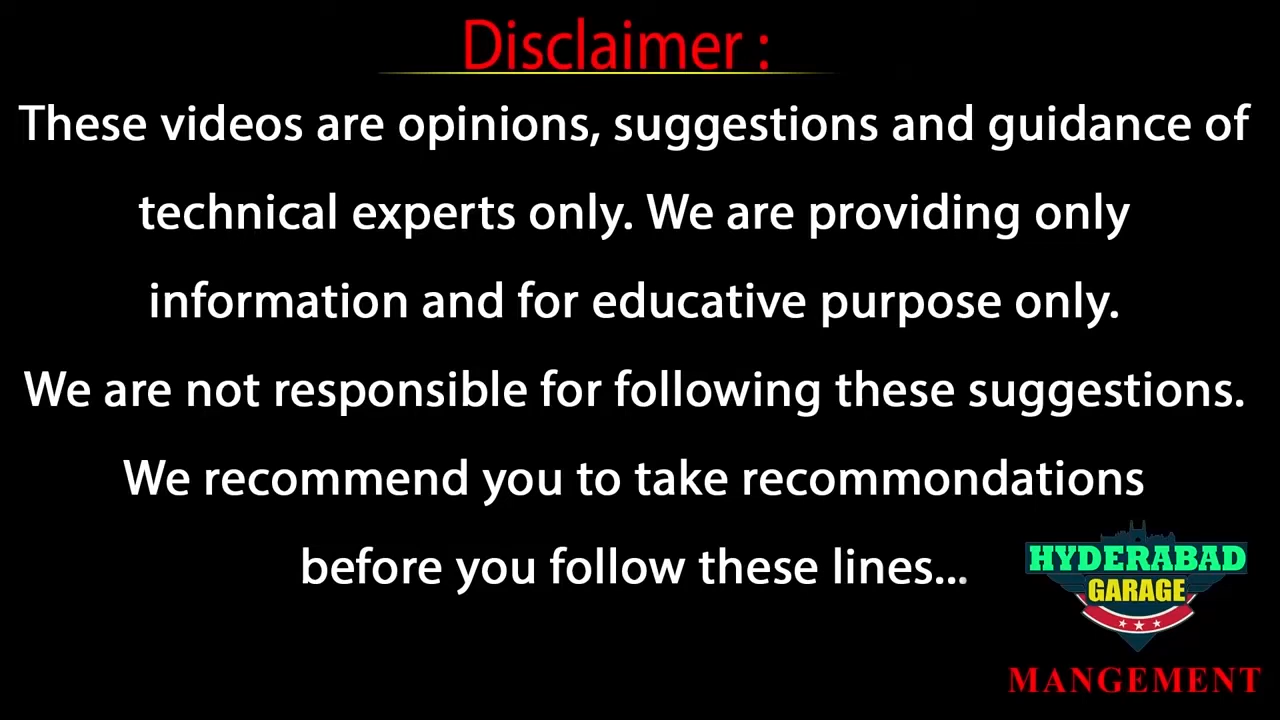 Disclaimer :
These videos are opinions, suggestions and guidance of
technical experts only. We are providing only
information and for educative purpose only.
We are not responsible for following these suggestions.
We recommend you to take recommondations
before you follow these lines...
HYDERABAD
GARAGE
MANGEMENT